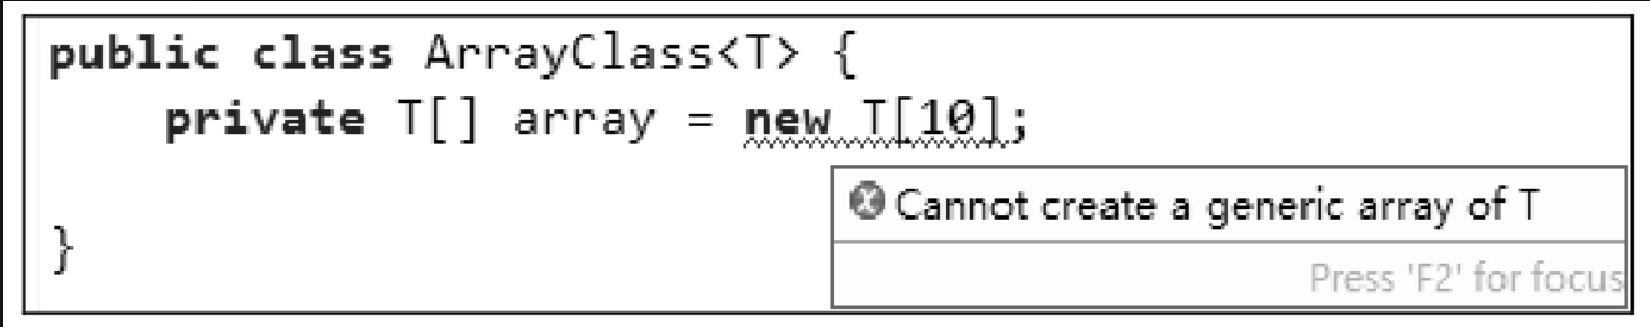 public class ArrayClass<T> {
private T[] array = new T[10];
Cannot create a generic array of T
}
Press 'F2' for focus